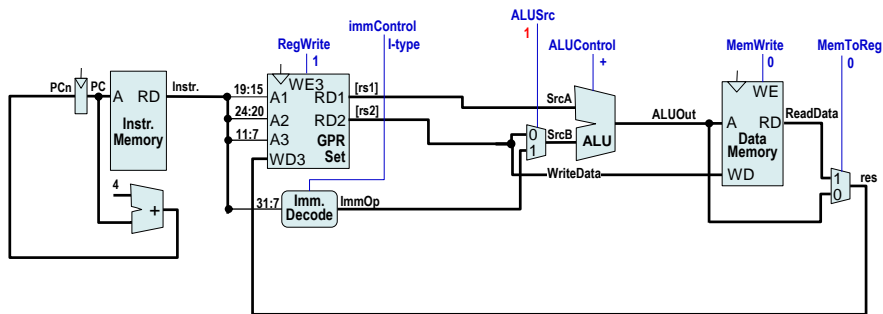 immControl
I-type
ALUSrc
1
RegWrite
1
ALUControl
+
MemWrite
0
MemToReg
0
PCn
PC
A RD
Instr.
Memory
Instr.
19:15
24:20
11:7
31:7
WE3
A1 RD1
A2 RD2
A3 GPR
Set
WD3
[rs1]
[rs2]
Imm.
Decode
ImmOp
0
1
SrcA
SrcB
ALU
WriteData
ALUOut
WE
A RD
Data
Memory
WD
ReadData
1
0
res
4
+